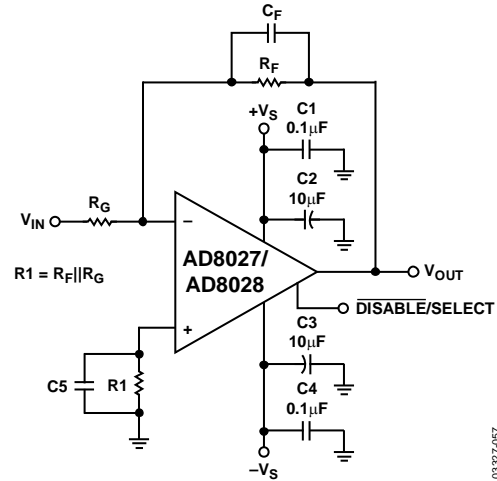 CF
RF
+VS
C1
0.1μF
C2
10μF
RG
VIN
–
R1 = RF||RG
AD8027/
AD8028
VOUT
DISABLE/SELECT
+
C3
10μF
C5
R1
C4
0.1μF
–VS
03327-057